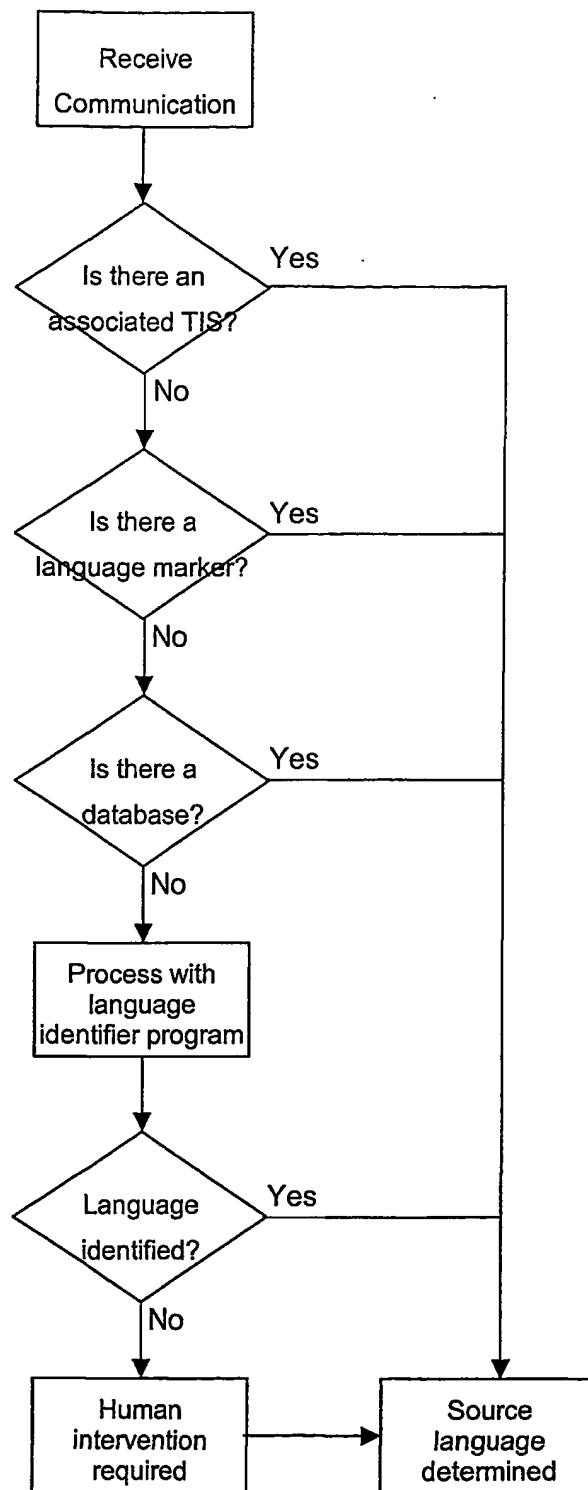 Receive
Communication
Is there an
associated TIS?
Yes
No
Is there a
language marker?
Yes
No
Is there a
database?
Yes
No
Process with
language
identifier program
Language
identified?
Yes
No
Human
intervention
required
Source
language
determined